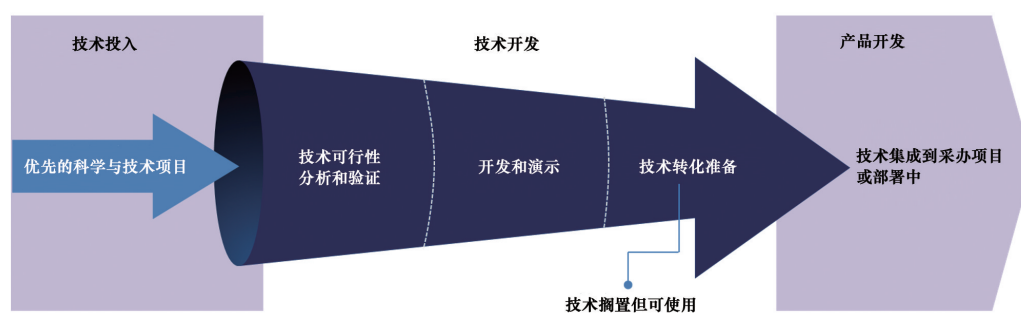 技术投入
技术开发
产品开发
优先的科学与技术项目
技术可行性
分析和验证
开发和演示
技术转化准备
技术集成到采办项目
或部署中
技术搁置但可使用